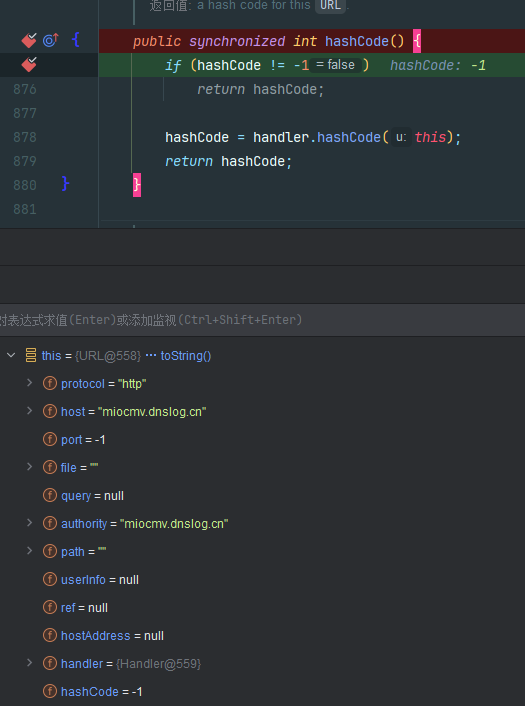 返回值: a hash code for this URL
{ public synchronized int hashCode() {
if (hashCode != -1 = false ) hashCode: -1
876 return hashCode;
877
878 hashCode = handler.hashCode( u: this);
879 return hashCode;
880 } }
881
对表达式求值(Enter)或添加监视(Ctrl+Shift+Enter)
this = {URL@558} ··· toString()
protocol = "http"
host = "miocmv.dnslog.cn"
port = -1
file = ""
query = null
authority = "miocmv.dnslog.cn"
path = ""
userInfo = null
ref = null
hostAddress = null
handler = {Handler@559}
hashCode = -1